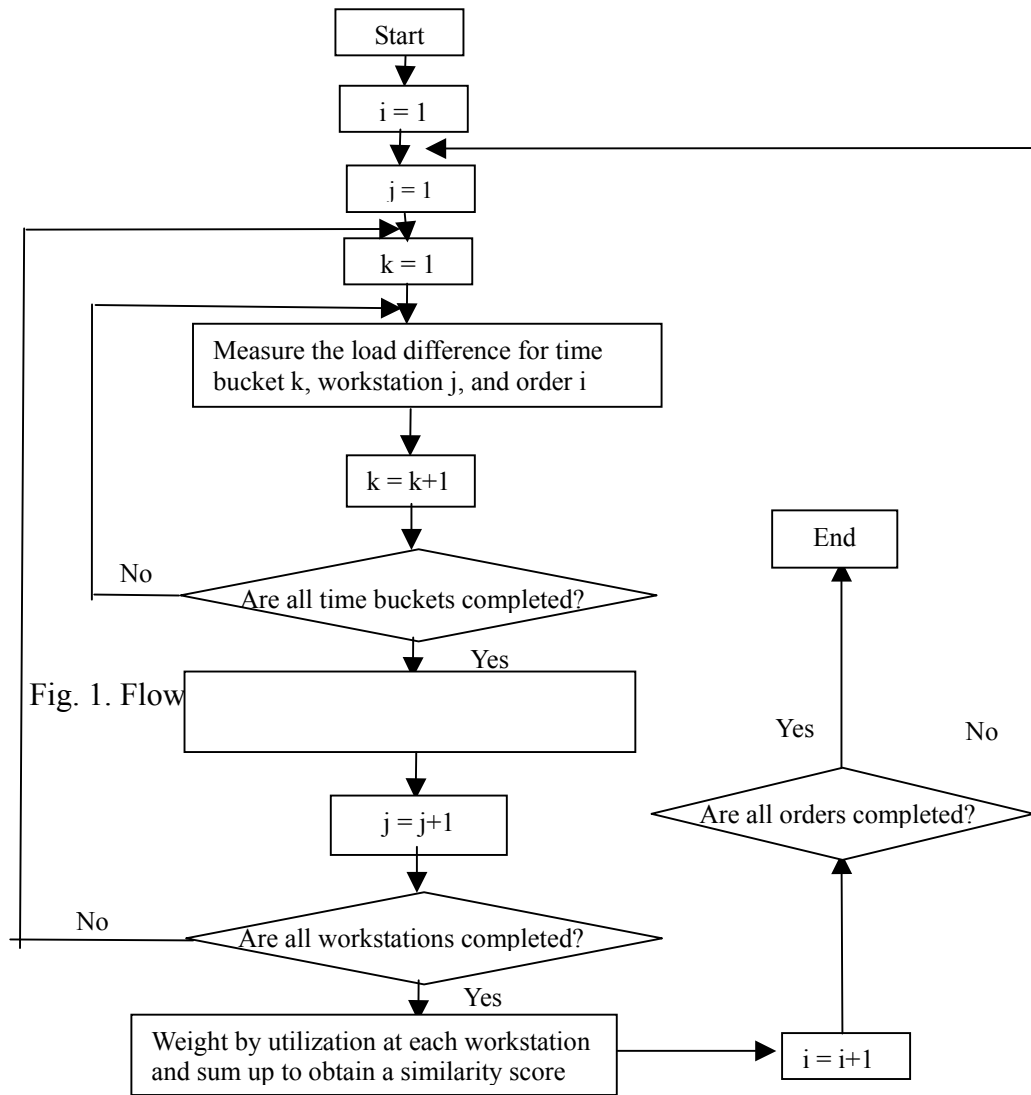 Start
i = 1
j = 1
k = 1
Measure the load difference for time
bucket k, workstation j, and order i
k = k+1
No
Are all time buckets completed?
Yes
Fig. 1. Flow
j = j+1
No
Are all workstations completed?
Yes
Weight by utilization at each workstation
and sum up to obtain a similarity score
i = i+1
Are all orders completed?
Yes
No
End